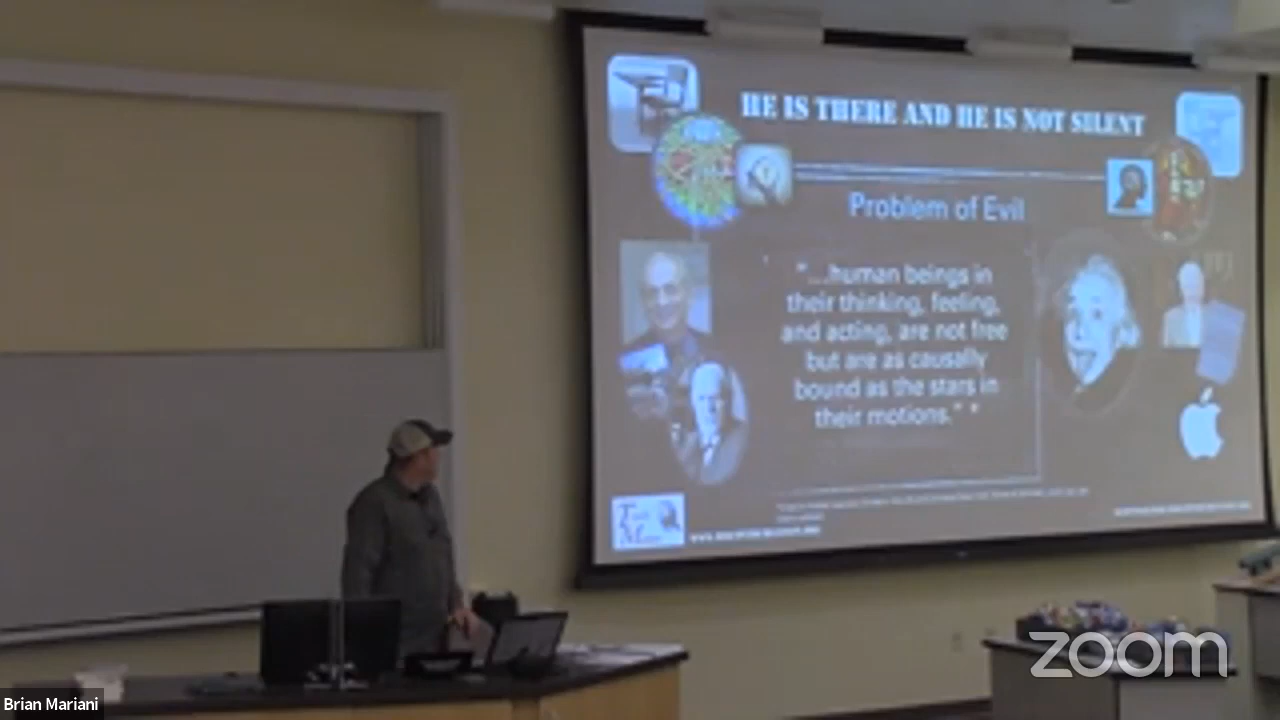 HE IS THERE AND HE IS NOT SILENT
Problem of Evil
"...human beings in
their thinking, feeling,
and acting, are not free
but are as causally
bound as the stars in
their motions." *
zoom
Brian Mariani